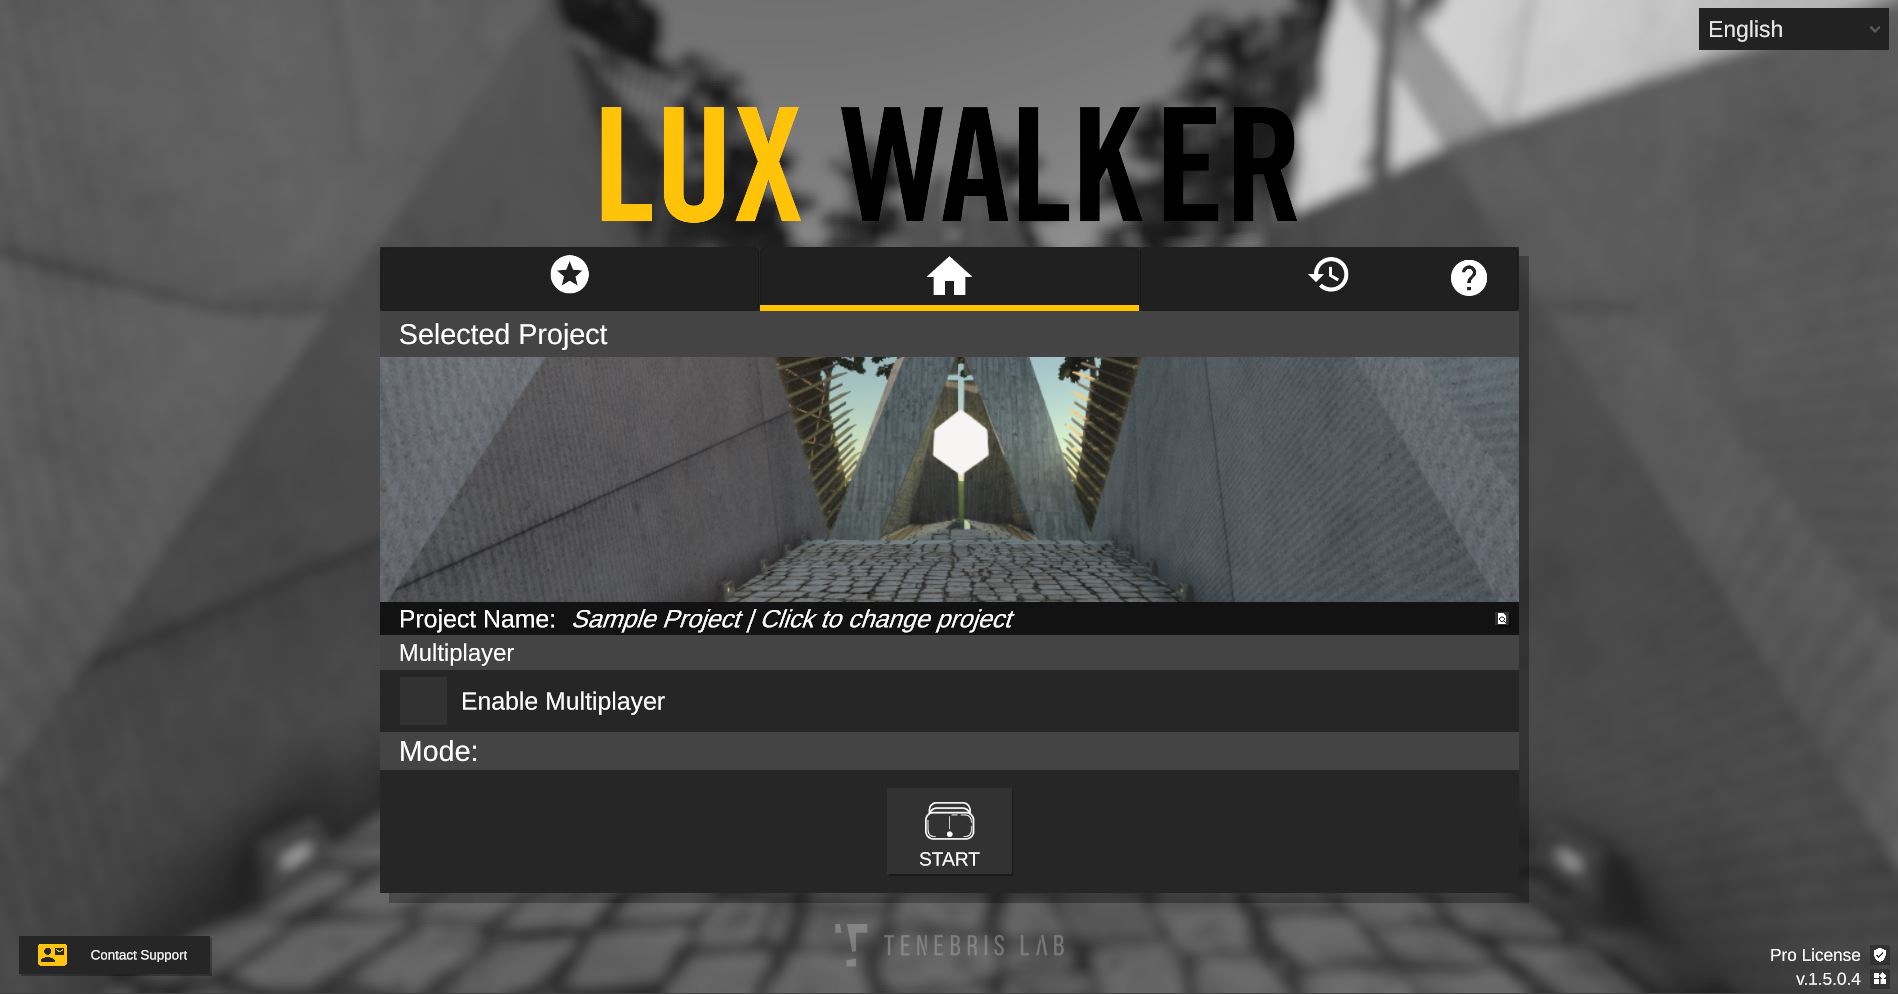 English
LUX WALKER
Selected Project
Project Name: Sample Project | Click to change project
Multiplayer
Enable Multiplayer
Mode:
START
TENEBRIS LAB
Contact Support
Pro License
v.1.5.0.4